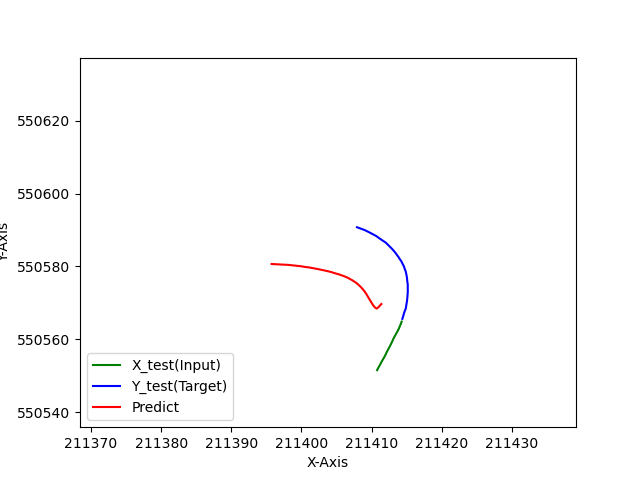 550620
550600
550580
550560
550540
Y-Axis
X_test(Input)
Y_test(Target)
Predict
211370 211380 211390 211400 211410 211420 211430
X-Axis